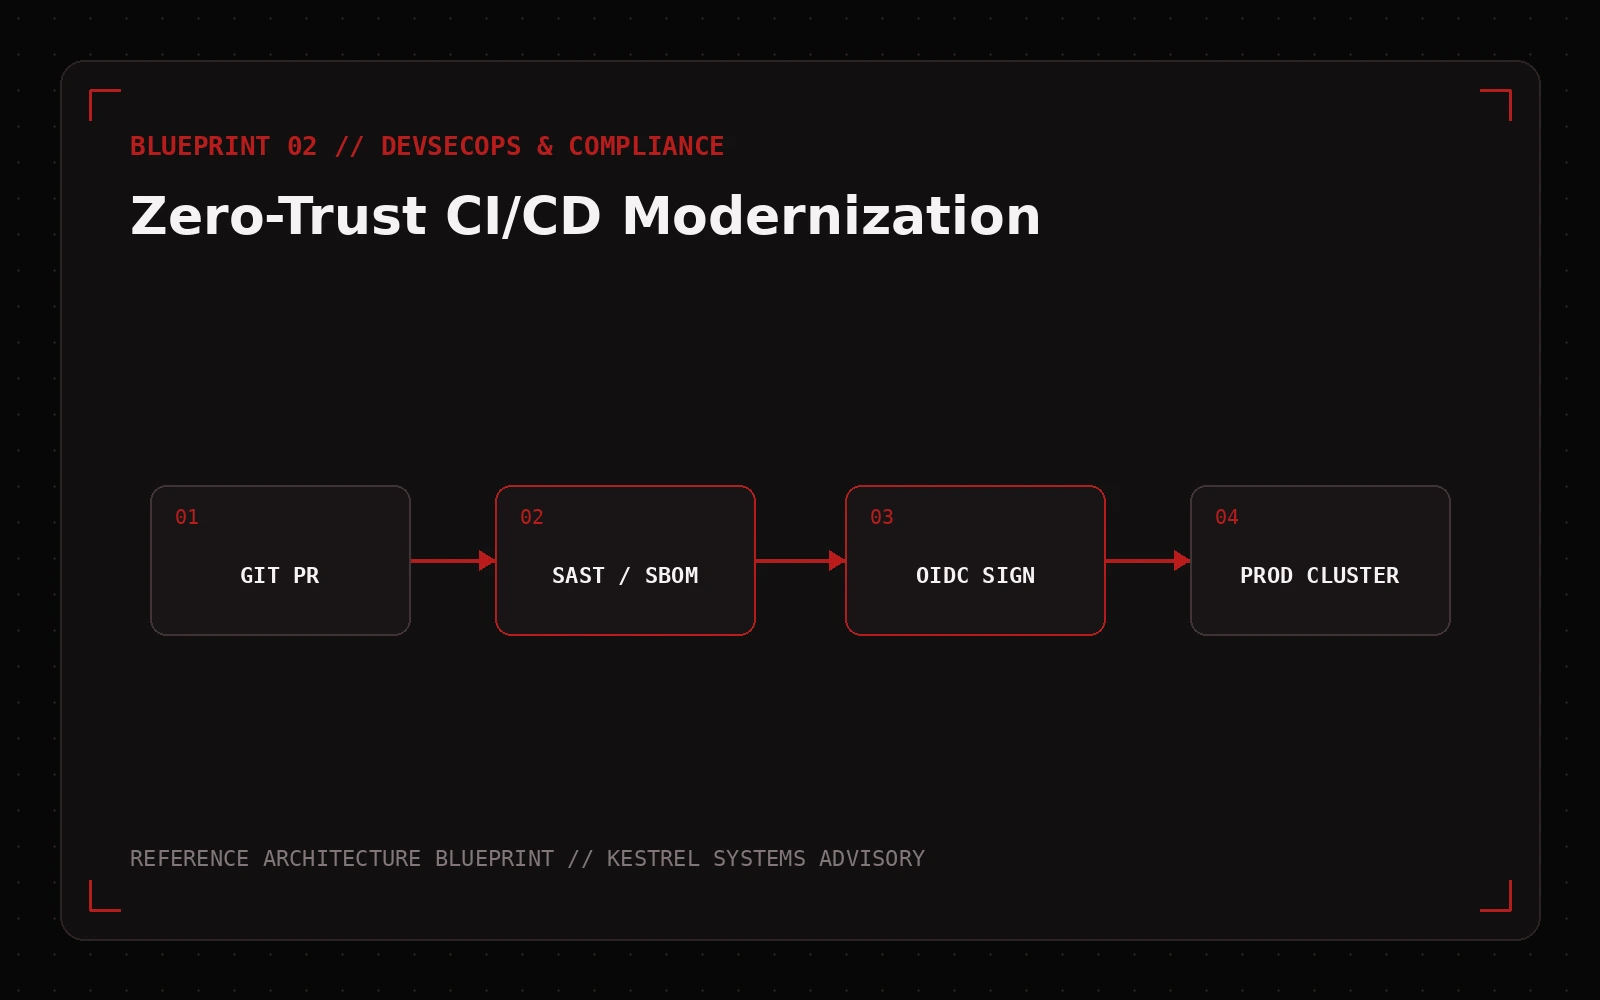 BLUEPRINT 02 // DEVSECOPS & COMPLIANCE
Zero-Trust CI/CD Modernization
01
GIT PR
02
SAST / SBOM
03
OIDC SIGN
04
PROD CLUSTER
REFERENCE ARCHITECTURE BLUEPRINT // KESTREL SYSTEMS ADVISORY